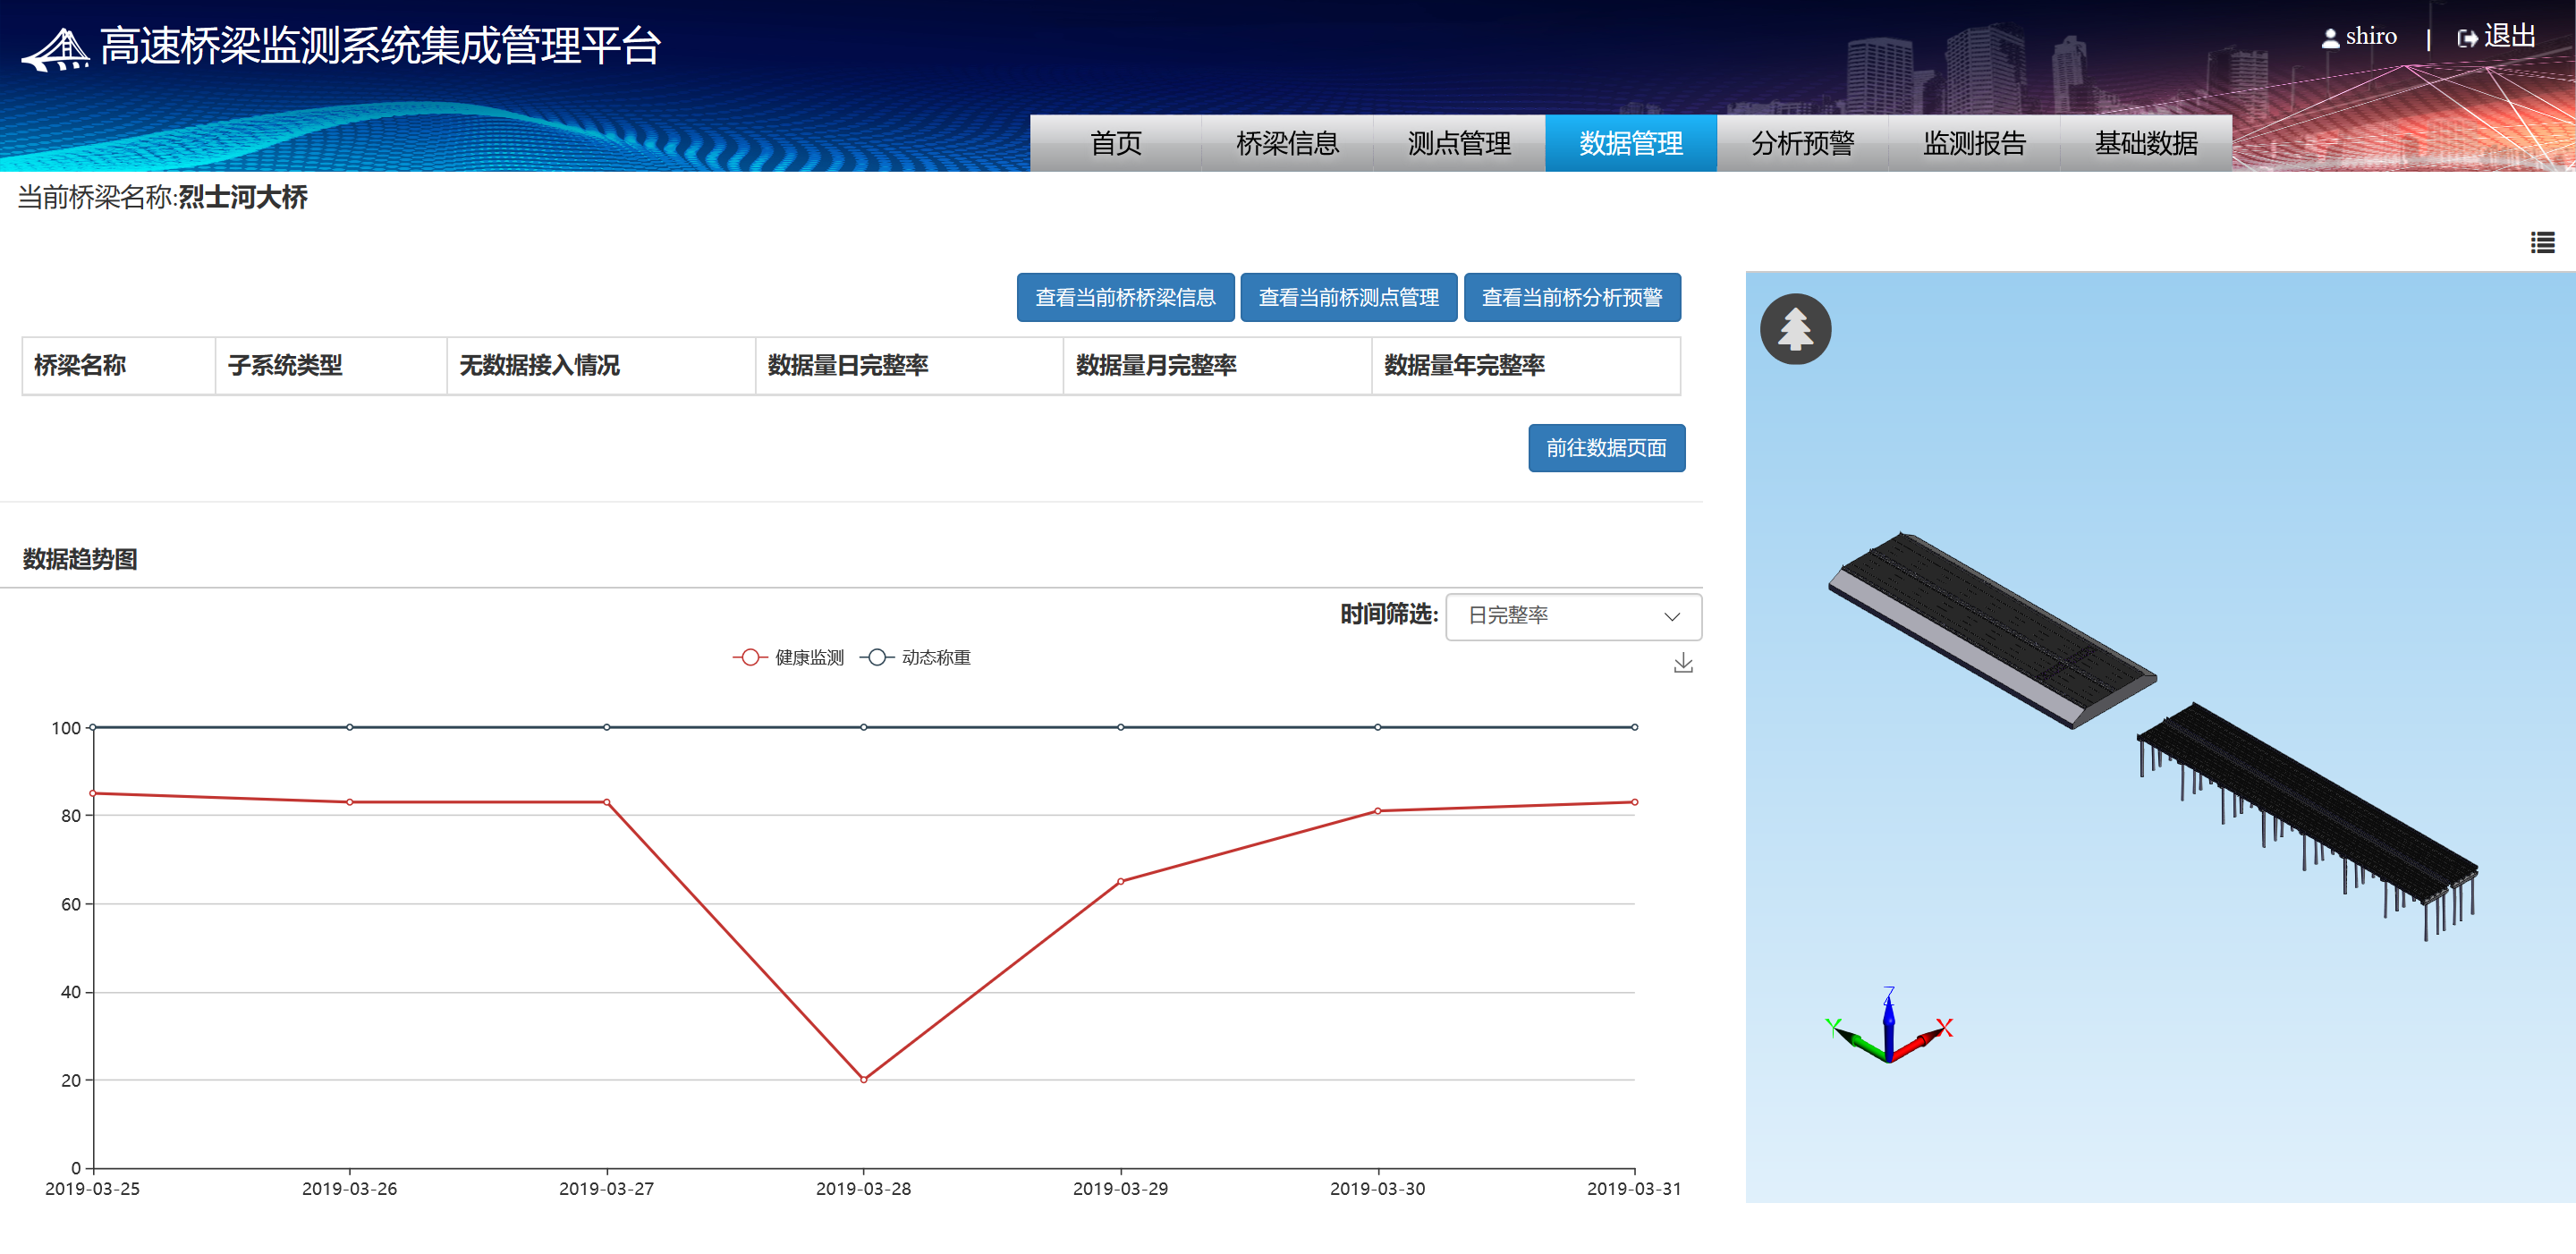 高速桥梁监测系统集成管理平台
shiro | 退出
首页 桥梁信息 测点管理 数据管理 分析预警 监测报告 基础数据
当前桥梁名称:烈士河大桥
查看当前桥桥梁信息 查看当前桥测点管理 查看当前桥分析预警
桥梁名称 子系统类型 无数据接入情况 数据量日完整率 数据量月完整率 数据量年完整率
前往数据页面
数据趋势图
时间筛选: 日完整率
健康监测 动态称重
100
80
60
40
20
0
2019-03-25 2019-03-26 2019-03-27 2019-03-28 2019-03-29 2019-03-30 2019-03-31
Z
Y X